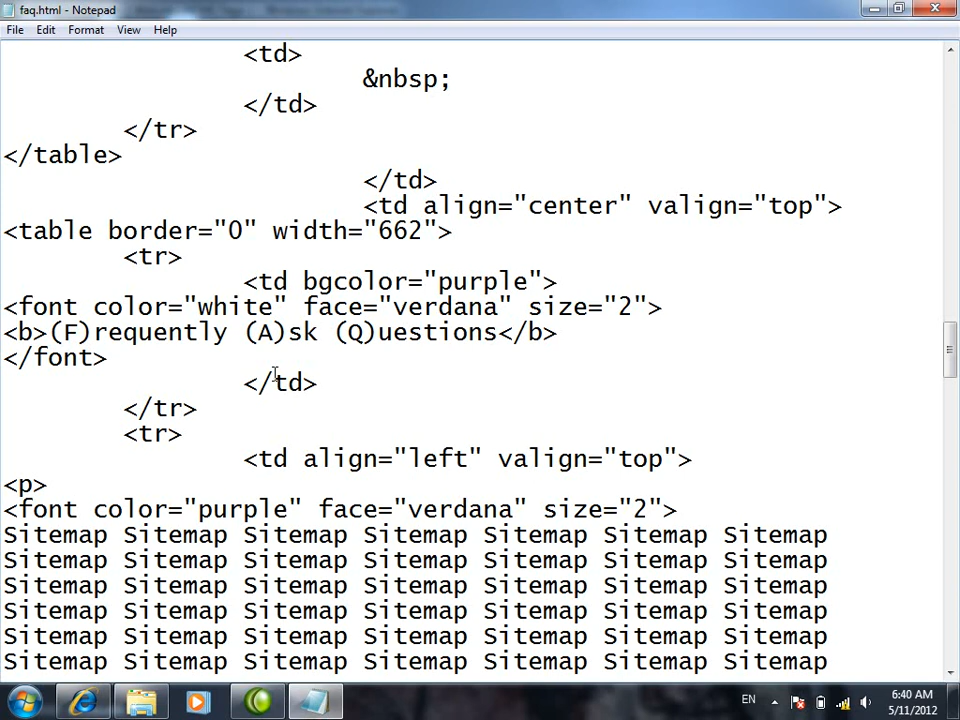 faq.html - Notepad
File Edit Format View Help
<td>
&nbsp;
</td>
</tr>
</table>
</td>
<td align="center" valign="top">
<table border="0" width="662">
<tr>
<td bgcolor="purple">
<font color="white" face="verdana" size="2">
<b>(F)requently (A)sk (Q)uestions</b>
</font>
</td>
</tr>
<tr>
<td align="left" valign="top">
<p>
<font color="purple" face="verdana" size="2">
Sitemap Sitemap Sitemap Sitemap Sitemap Sitemap Sitemap
Sitemap Sitemap Sitemap Sitemap Sitemap Sitemap Sitemap
Sitemap Sitemap Sitemap Sitemap Sitemap Sitemap Sitemap
Sitemap Sitemap Sitemap Sitemap Sitemap Sitemap Sitemap
Sitemap Sitemap Sitemap Sitemap Sitemap Sitemap Sitemap
Sitemap Sitemap Sitemap Sitemap Sitemap Sitemap Sitemap
EN
6:40 AM
5/11/2012